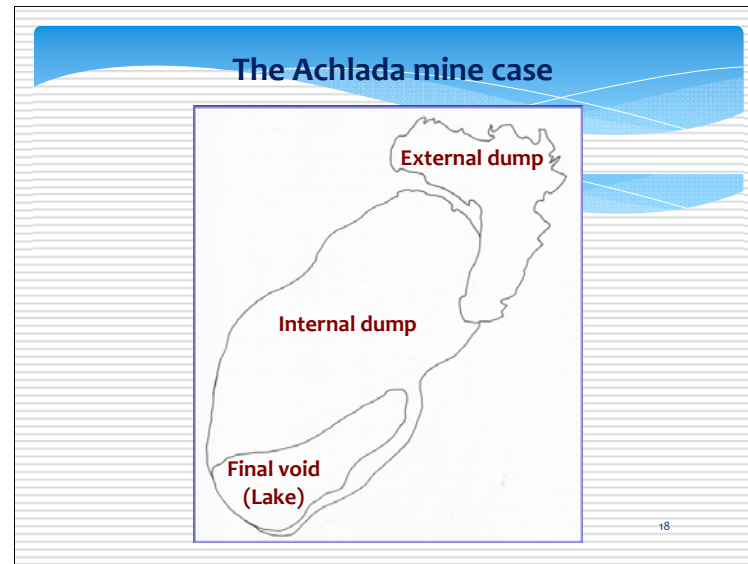 The Achlada mine case
External dump
Internal dump
Final void
(Lake)
18